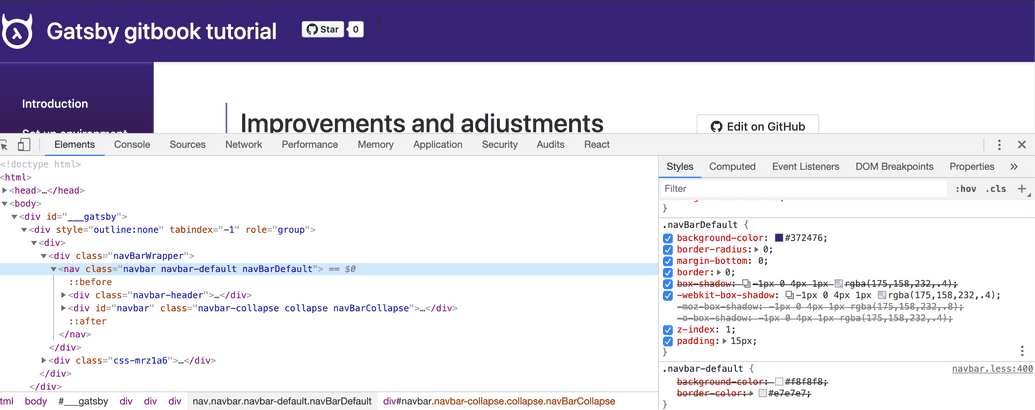 Gatsby gitbook tutorial
Star 0
Introduction
Improvements and adjustments
Edit on GitHub
Elements Console Sources Network Performance Memory Application Security Audits React
<!doctype html>
<html>
<head>…</head>
<body>
<div id="___gatsby">
<div style="outline:none" tabindex="-1" role="group">
<div>
<div class="navBarWrapper">
<nav class="navbar navbar-default navBarDefault"> == $0
::before
<div class="navbar-header">…</div>
<div id="navbar" class="navbar-collapse collapse navBarCollapse">…</div>
::after
</nav>
</div>
<div class="css-mrz1a6">…</div>
</div>
</div>
tml body #___gatsby div div div nav.navbar.navbar-default.navBarDefault div#navbar.navbar-collapse.collapse.navBarCollapse
Styles Computed Event Listeners DOM Breakpoints Properties »
Filter :hov .cls +
}
.navBarDefault {
background-color: #372476;
border-radius: 0;
margin-bottom: 0;
border: 0;
box-shadow: -1px 0 4px 1px rgba(175,158,232,.4);
-webkit-box-shadow: -1px 0 4px 1px rgba(175,158,232,.4);
-moz-box-shadow: -1px 0 4px 1px rgba(175,158,232,.8);
-o-box-shadow: -1px 0 4px 1px rgba(175,158,232,.4);
z-index: 1;
padding: 15px;
}
.navbar-default { navbar.less:400
background-color: #f8f8f8;
border-color: #e7e7e7;